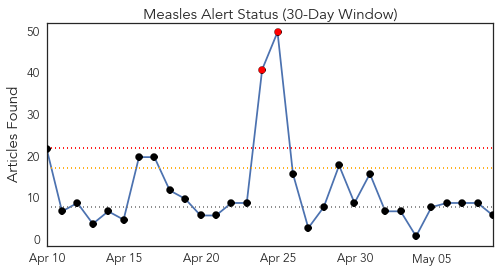 Measles Alert Status (30-Day Window)
Articles Found
50
40
30
20
10
0
Apr 10 Apr 15 Apr 20 Apr 25 Apr 30 May 05